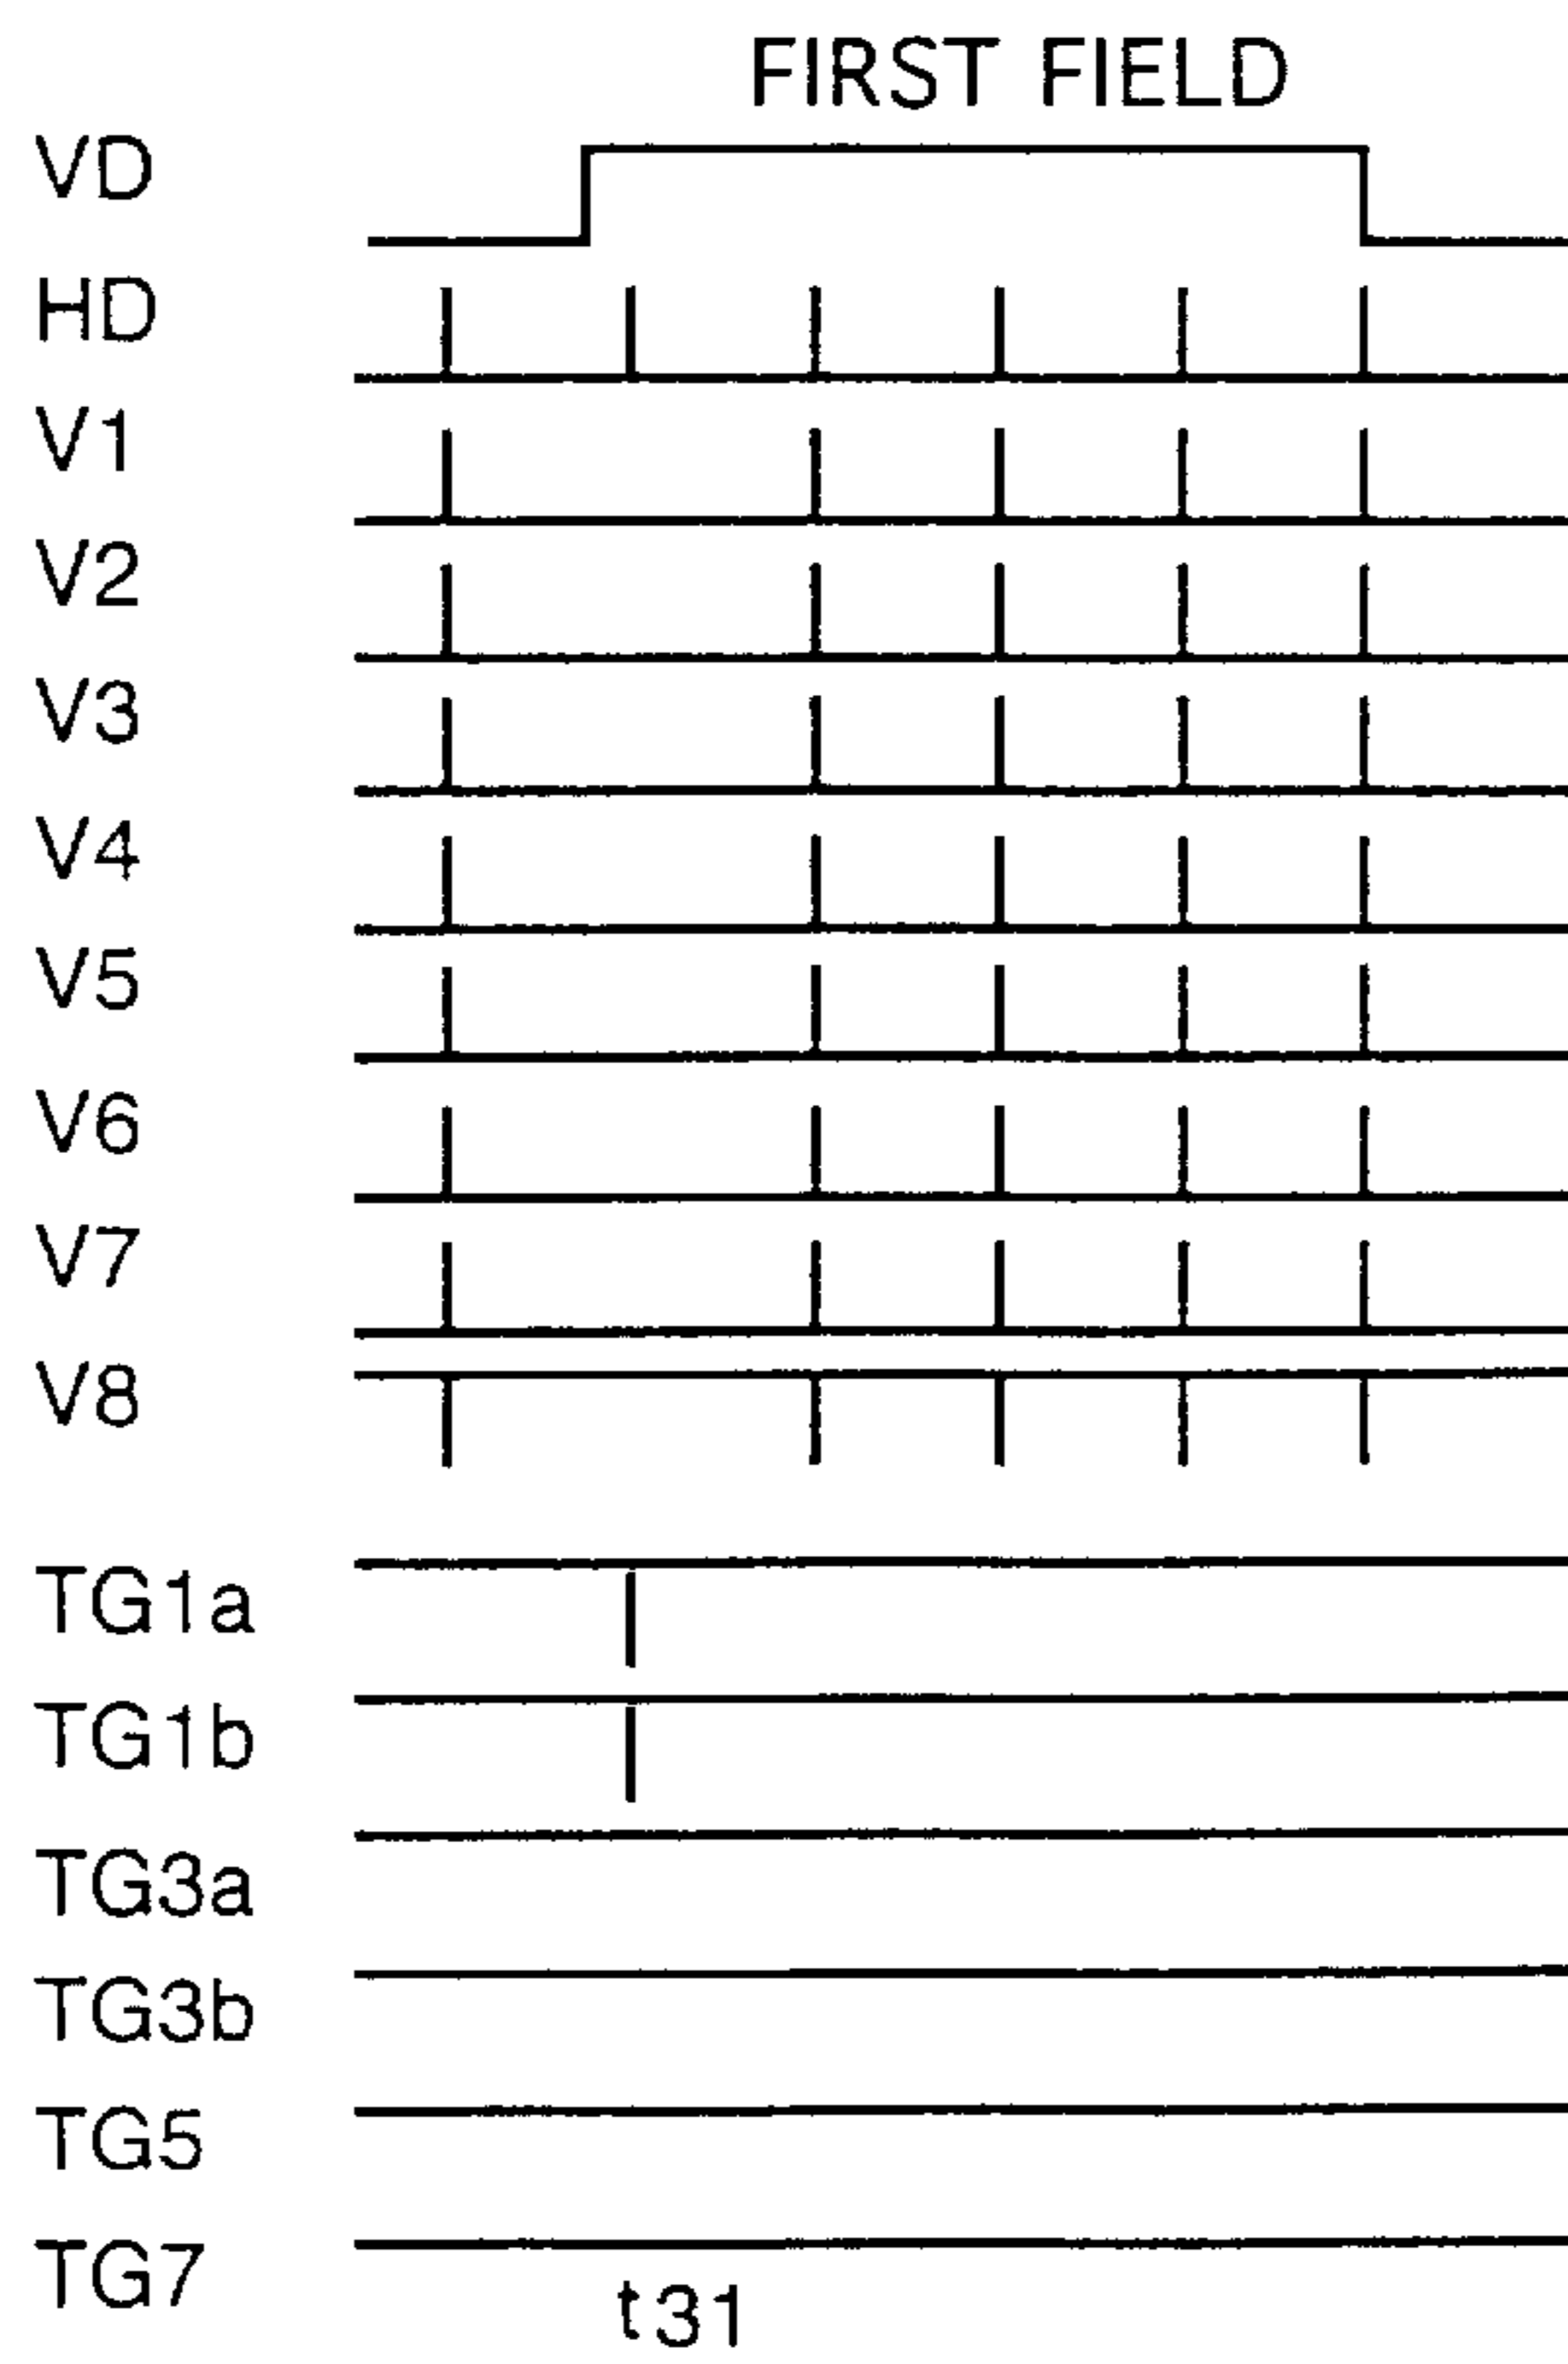 FIRST FIELD
VD
HD
V1
V2
V3
V4
V5
V6
V7
V8
TG1a
TG1b
TG3a
TG3b
TG5
TG7
t31